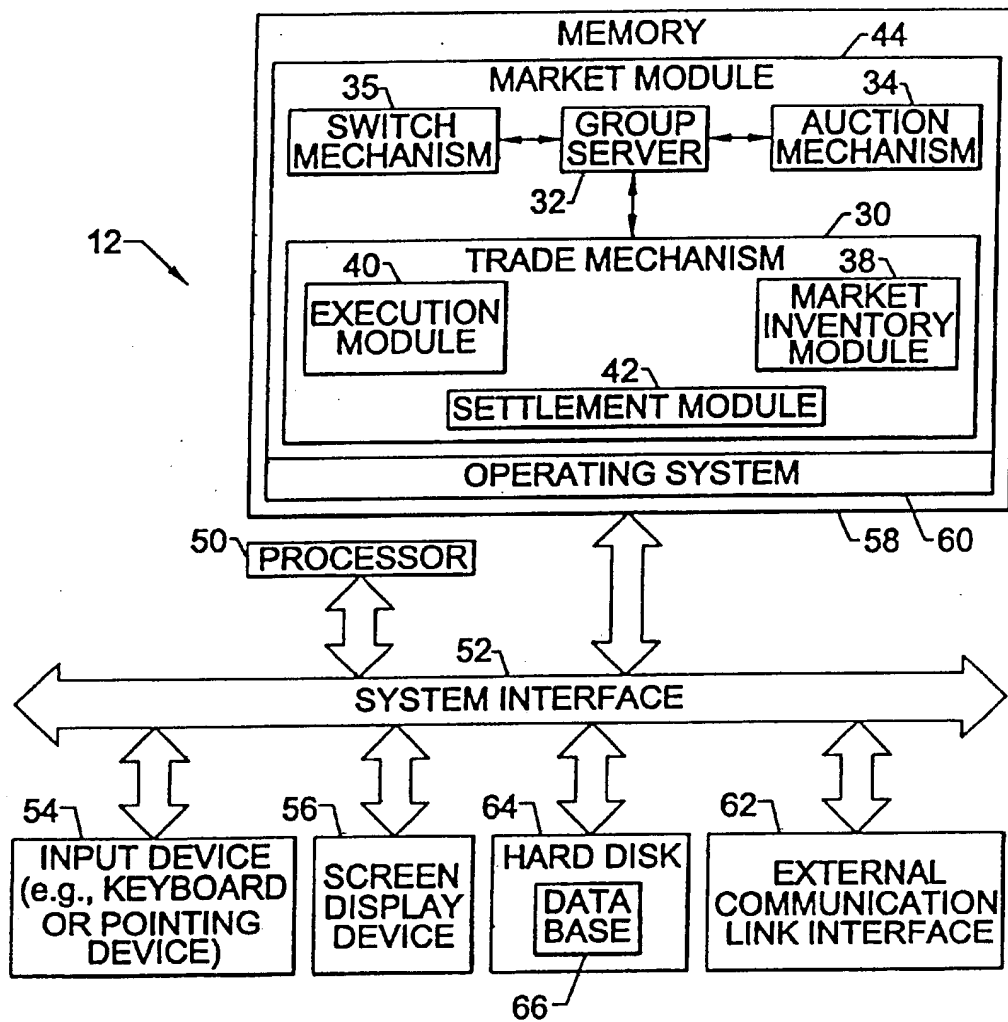 MEMORY
44
MARKET MODULE
35
34
SWITCH
MECHANISM
GROUP
SERVER
AUCTION
MECHANISM
32
30
12
TRADE MECHANISM
40
38
EXECUTION
MODULE
MARKET
INVENTORY
MODULE
42
SETTLEMENT MODULE
OPERATING SYSTEM
58
60
50
PROCESSOR
52
SYSTEM INTERFACE
54
INPUT DEVICE
(e.g., KEYBOARD
OR POINTING
DEVICE)
56
SCREEN
DISPLAY
DEVICE
64
HARD DISK
DATA
BASE
66
62
EXTERNAL
COMMUNICATION
LINK INTERFACE